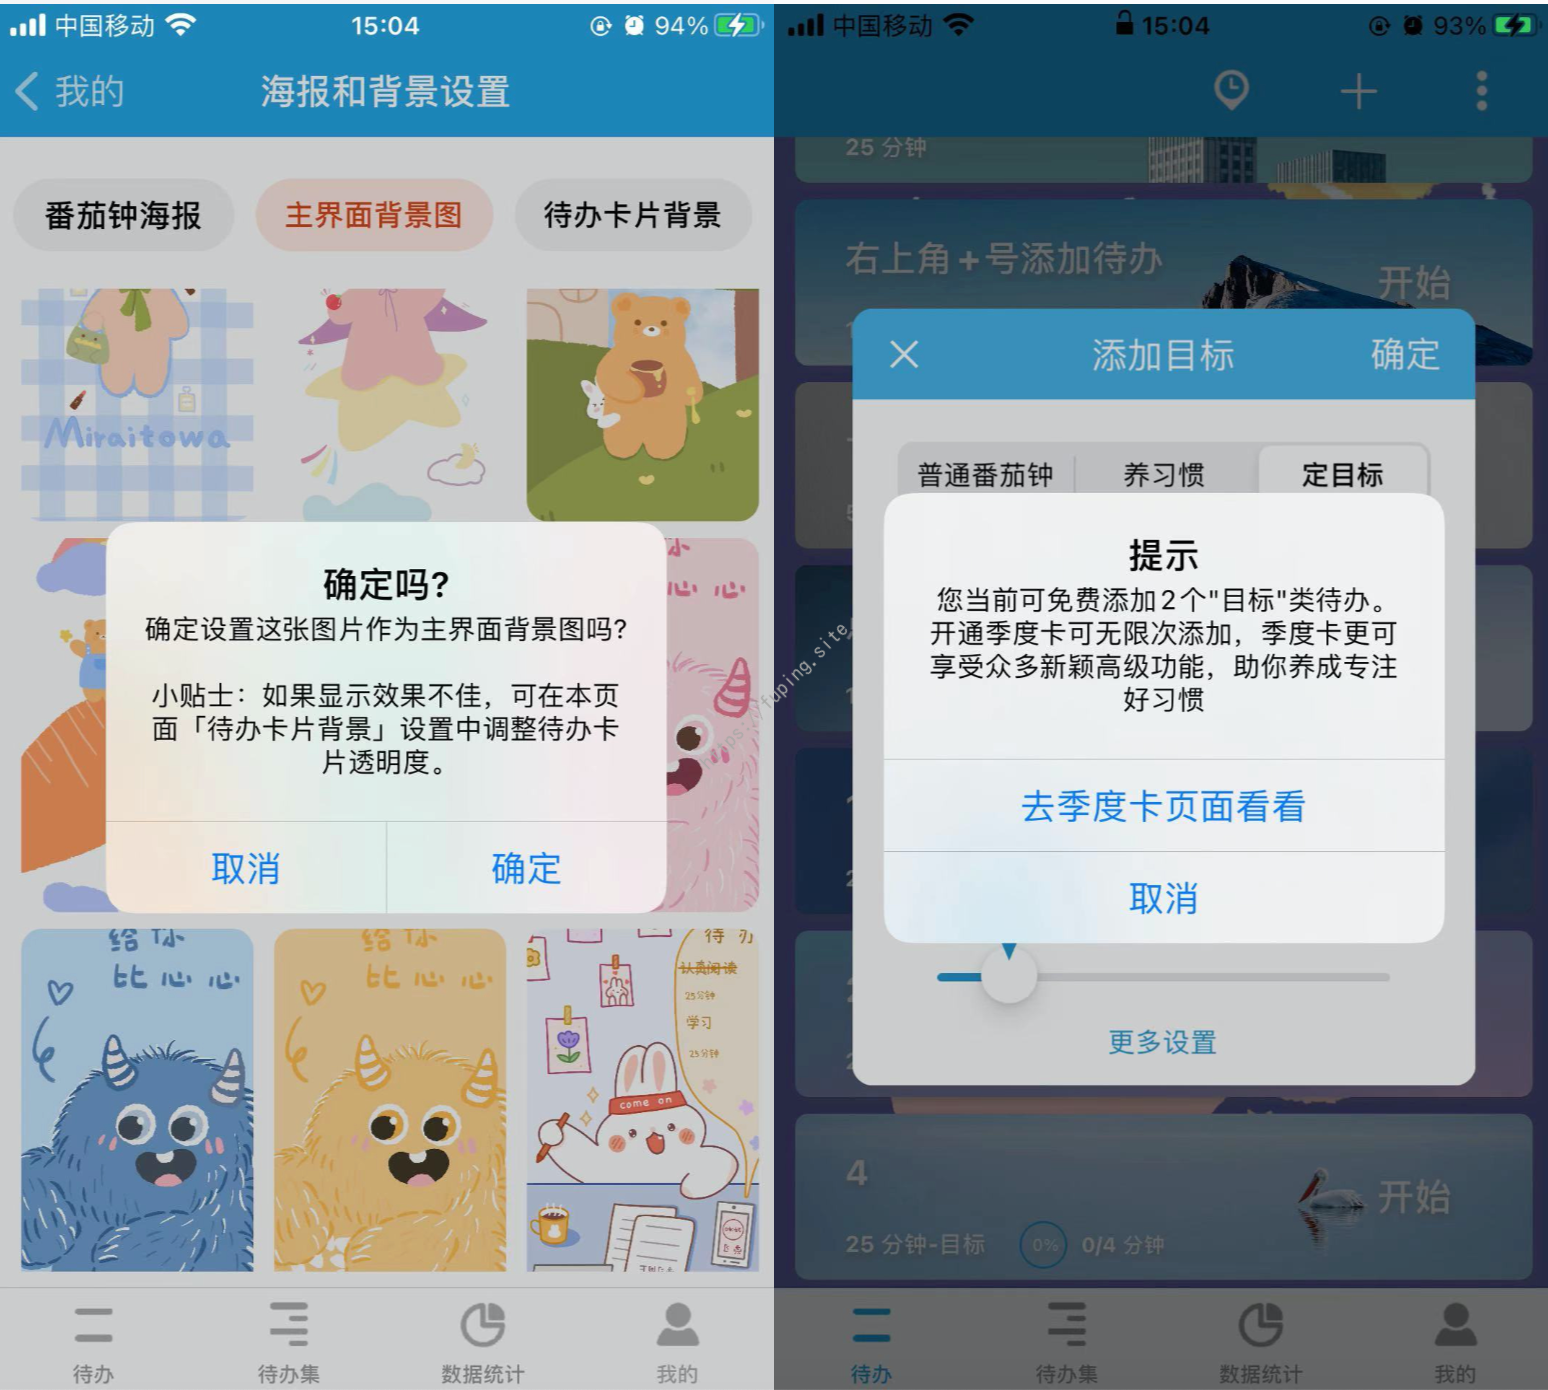 中国移动
15:04
94%
我的
海报和背景设置
番茄钟海报
主界面背景图
待办卡片背景
Miraitowa
确定吗?
确定设置这张图片作为主界面背景图吗?
小贴士：如果显示效果不佳，可在本页
面「待办卡片背景」设置中调整待办卡
片透明度。
取消
确定
给你
比心心
给你
比心心
待办
认真阅读
25分钟
学习
25分钟
come on
待办
待办集
数据统计
我的
中国移动
15:04
93%
25 分钟
右上角+号添加待办
开始
添加目标
确定
普通番茄钟
养习惯
定目标
提示
您当前可免费添加2个"目标"类待办。
开通季度卡可无限次添加，季度卡更可
享受众多新颖高级功能，助你养成专注
好习惯
去季度卡页面看看
取消
更多设置
4
开始
25 分钟-目标
0%
0/4 分钟
待办
待办集
数据统计
我的